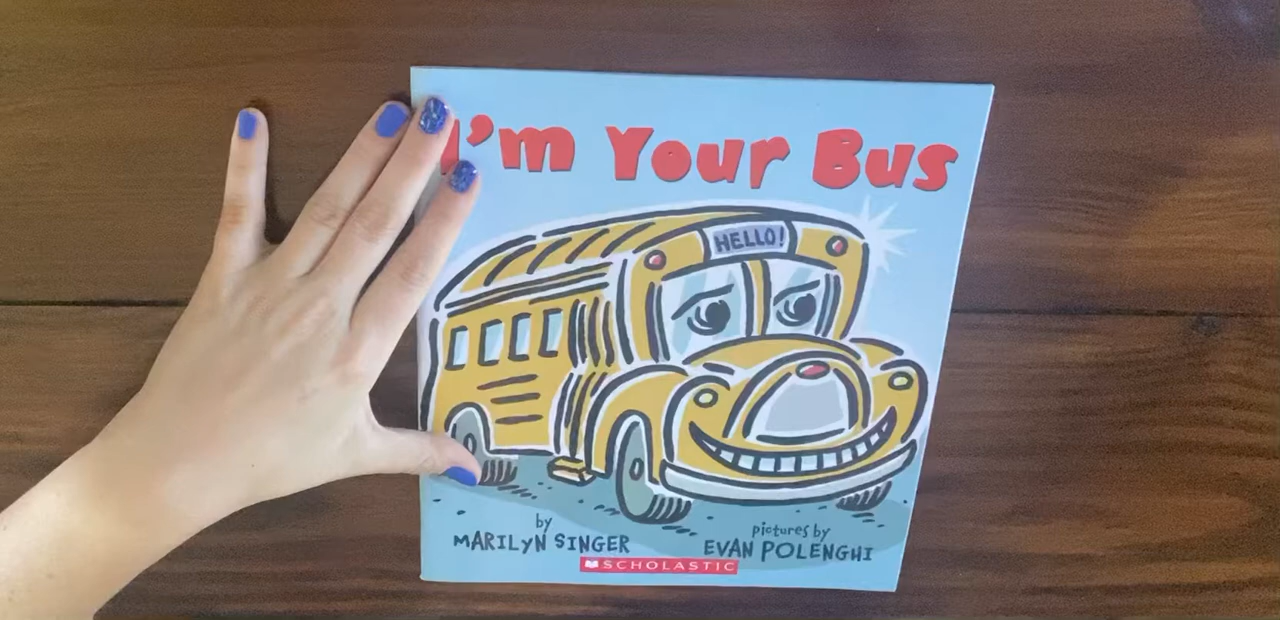 I'm Your Bus
HELLO!
by
MARILYN SINGER
pictures by
EVAN POLENGHI
SCHOLASTIC